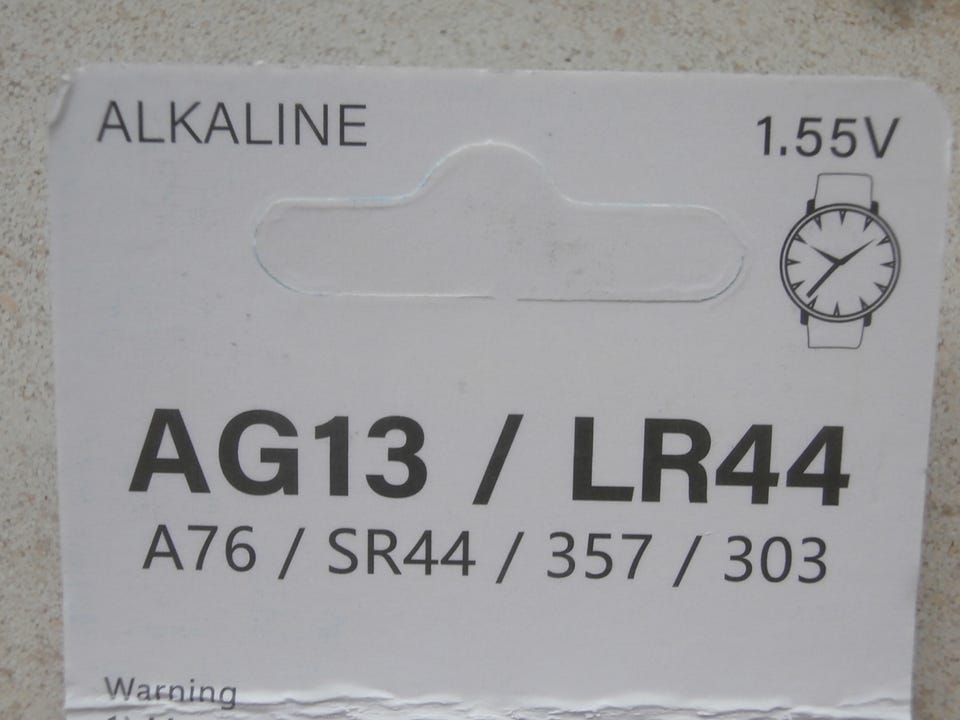 ALKALINE 1.55V
AG13 / LR44
A76 / SR44 / 357 / 303
Warning